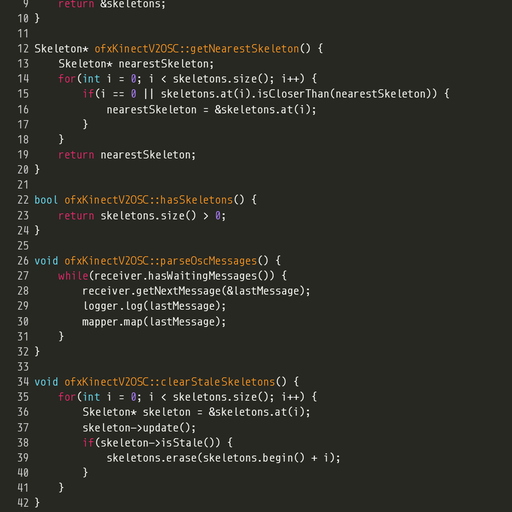 9 return &skeletons;
10 }
11
12 Skeleton* ofxKinectV2OSC::getNearestSkeleton() {
13 Skeleton* nearestSkeleton;
14 for(int i = 0; i < skeletons.size(); i++) {
15 if(i == 0 || skeletons.at(i).isCloserThan(nearestSkeleton)) {
16 nearestSkeleton = &skeletons.at(i);
17 }
18 }
19 return nearestSkeleton;
20 }
21
22 bool ofxKinectV2OSC::hasSkeletons() {
23 return skeletons.size() > 0;
24 }
25
26 void ofxKinectV2OSC::parseOscMessages() {
27 while(receiver.hasWaitingMessages()) {
28 receiver.getNextMessage(&lastMessage);
29 logger.log(lastMessage);
30 mapper.map(lastMessage);
31 }
32 }
33
34 void ofxKinectV2OSC::clearStaleSkeletons() {
35 for(int i = 0; i < skeletons.size(); i++) {
36 Skeleton* skeleton = &skeletons.at(i);
37 skeleton->update();
38 if(skeleton->isStale()) {
39 skeletons.erase(skeletons.begin() + i);
40 }
41 }
42 }